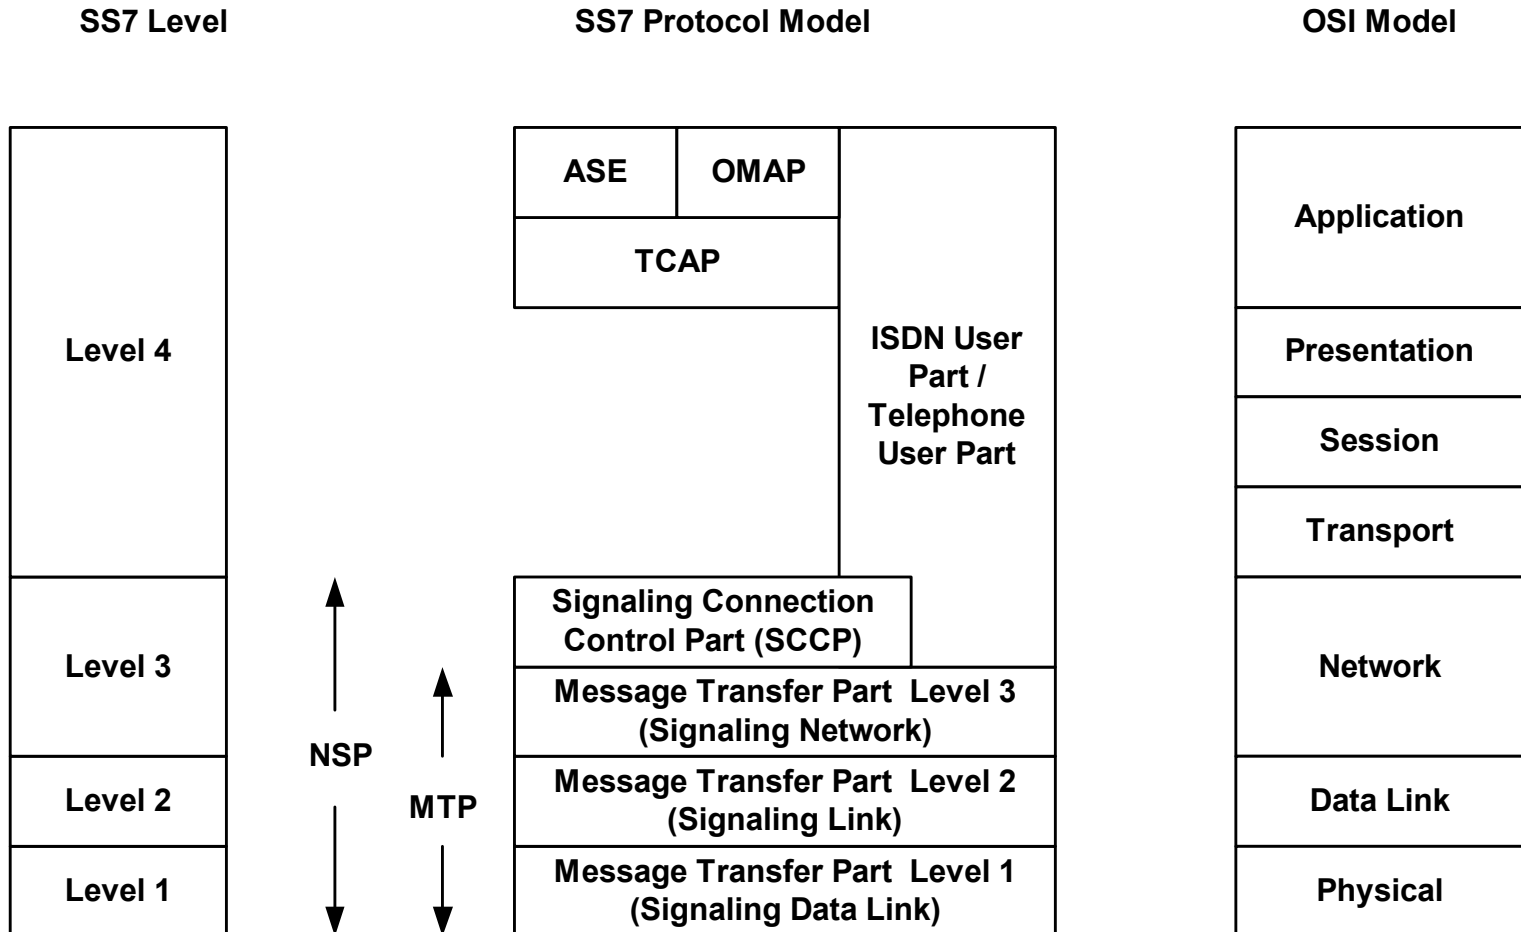 SS7 Level
SS7 Protocol Model
OSI Model
ASE
OMAP
TCAP
Level 4
ISDN User
Part /
Telephone
User Part
Application
Presentation
Session
Transport
Signaling Connection
Control Part (SCCP)
Level 3
Message Transfer Part  Level 3
(Signaling Network)
Network
NSP
MTP
Level 2
Message Transfer Part  Level 2
(Signaling Link)
Data Link
Level 1
Message Transfer Part  Level 1
(Signaling Data Link)
Physical